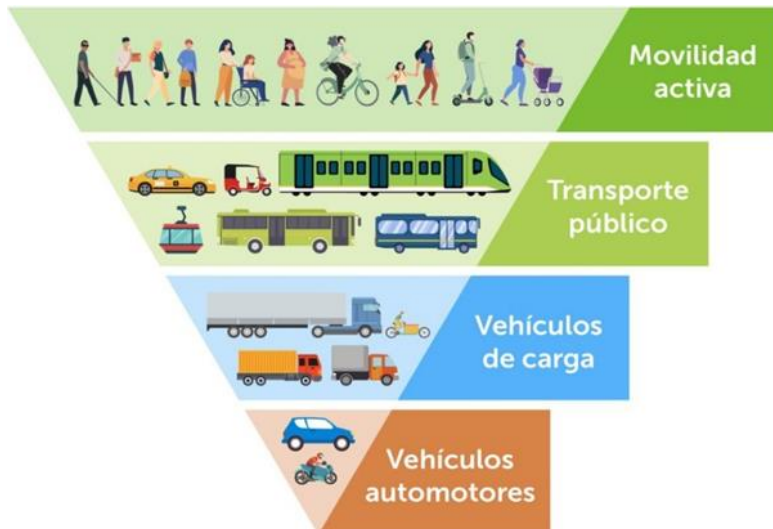 Movilidad
activa
Transporte
público
Vehículos
de carga
Vehículos
automotores